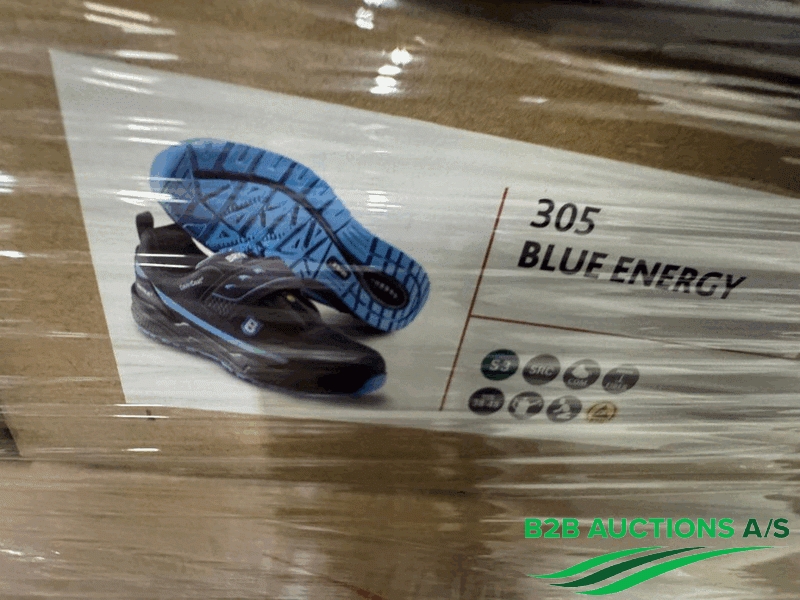 305
BLUE ENERGY
S3
SRC
B2B AUCTIONS A/S